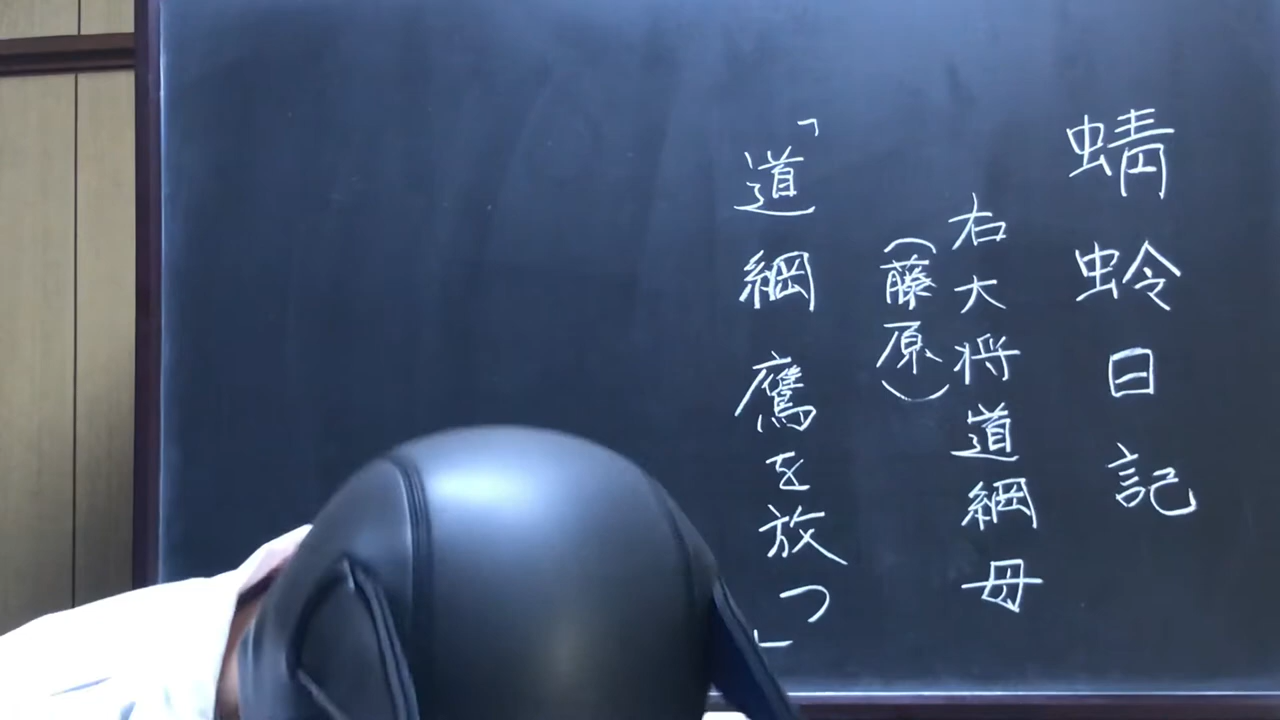 蜻蛉日記
右大将道綱母
（藤原）
「道綱鷹を放つ」